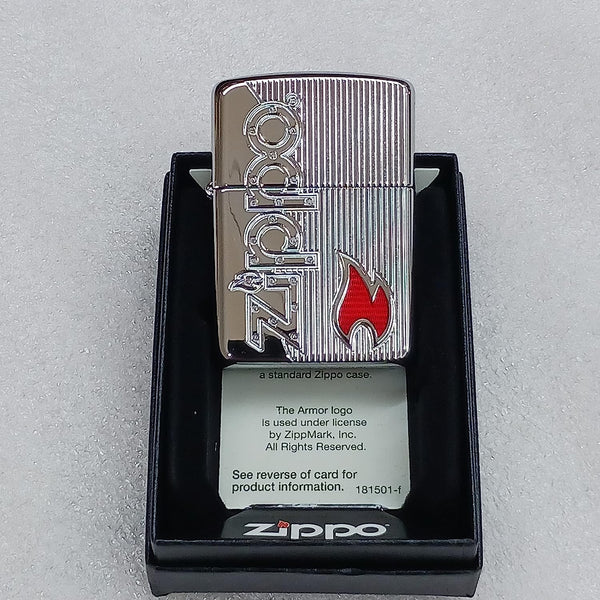 Zippo
a standard Zippo case.
The Armor logo
is used under license
by ZippMark, Inc.
All Rights Reserved.
See reverse of card for
product information. 181501-f
zippo